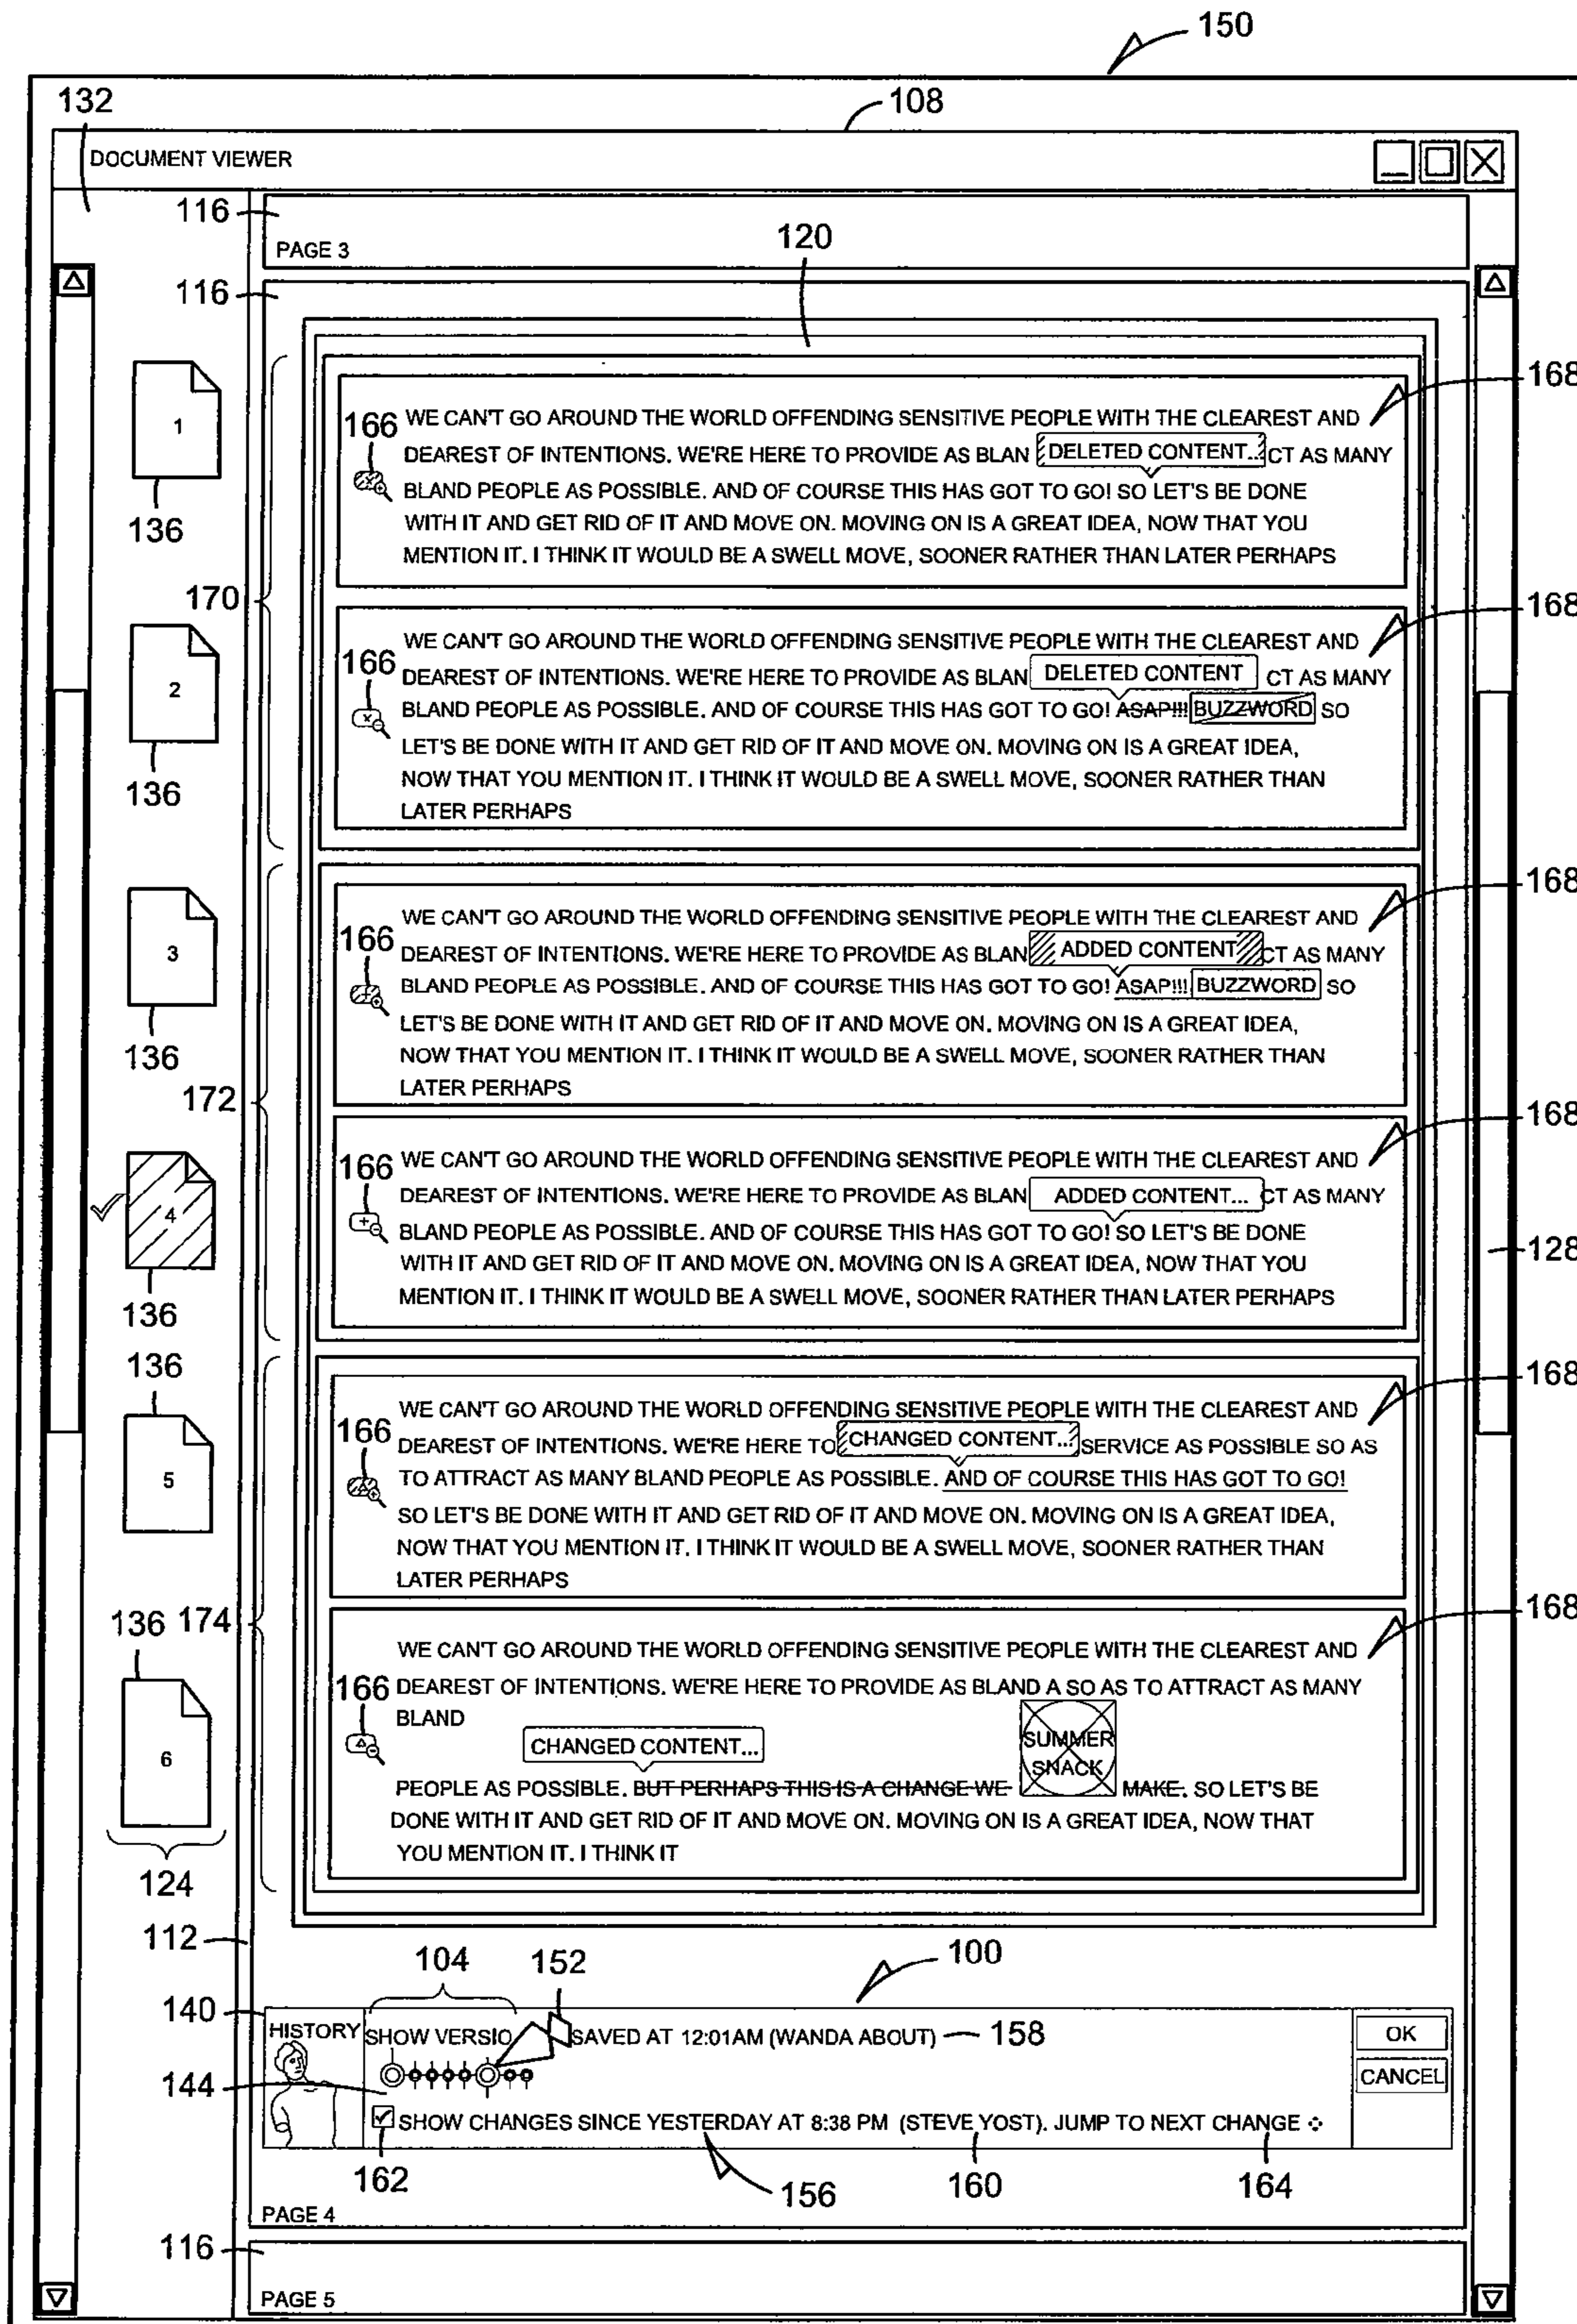 150
132
108
DOCUMENT VIEWER
116
PAGE 3
120
116
168
166
WE CAN'T GO AROUND THE WORLD OFFENDING SENSITIVE PEOPLE WITH THE CLEAREST AND
DEAREST OF INTENTIONS. WE'RE HERE TO PROVIDE AS BLAN DELETED CONTENT... CT AS MANY
BLAND PEOPLE AS POSSIBLE. AND OF COURSE THIS HAS GOT TO GO! SO LET'S BE DONE
WITH IT AND GET RID OF IT AND MOVE ON. MOVING ON IS A GREAT IDEA, NOW THAT YOU
MENTION IT. I THINK IT WOULD BE A SWELL MOVE, SOONER RATHER THAN LATER PERHAPS
1
136
170
168
166
WE CAN'T GO AROUND THE WORLD OFFENDING SENSITIVE PEOPLE WITH THE CLEAREST AND
DEAREST OF INTENTIONS. WE'RE HERE TO PROVIDE AS BLAN DELETED CONTENT CT AS MANY
BLAND PEOPLE AS POSSIBLE. AND OF COURSE THIS HAS GOT TO GO! ASAP!!! BUZZWORD SO
LET'S BE DONE WITH IT AND GET RID OF IT AND MOVE ON. MOVING ON IS A GREAT IDEA,
NOW THAT YOU MENTION IT. I THINK IT WOULD BE A SWELL MOVE, SOONER RATHER THAN
LATER PERHAPS
2
136
168
166
WE CAN'T GO AROUND THE WORLD OFFENDING SENSITIVE PEOPLE WITH THE CLEAREST AND
DEAREST OF INTENTIONS. WE'RE HERE TO PROVIDE AS BLAN ADDED CONTENT CT AS MANY
BLAND PEOPLE AS POSSIBLE. AND OF COURSE THIS HAS GOT TO GO! ASAP!!! BUZZWORD SO
LET'S BE DONE WITH IT AND GET RID OF IT AND MOVE ON. MOVING ON IS A GREAT IDEA,
NOW THAT YOU MENTION IT. I THINK IT WOULD BE A SWELL MOVE, SOONER RATHER THAN
LATER PERHAPS
3
136
172
168
166
WE CAN'T GO AROUND THE WORLD OFFENDING SENSITIVE PEOPLE WITH THE CLEAREST AND
DEAREST OF INTENTIONS. WE'RE HERE TO PROVIDE AS BLAN ADDED CONTENT... CT AS MANY
BLAND PEOPLE AS POSSIBLE. AND OF COURSE THIS HAS GOT TO GO! SO LET'S BE DONE
WITH IT AND GET RID OF IT AND MOVE ON. MOVING ON IS A GREAT IDEA, NOW THAT YOU
MENTION IT. I THINK IT WOULD BE A SWELL MOVE, SOONER RATHER THAN LATER PERHAPS
4
128
136
136
168
166
WE CAN'T GO AROUND THE WORLD OFFENDING SENSITIVE PEOPLE WITH THE CLEAREST AND
DEAREST OF INTENTIONS. WE'RE HERE TO CHANGED CONTENT... SERVICE AS POSSIBLE SO AS
TO ATTRACT AS MANY BLAND PEOPLE AS POSSIBLE. AND OF COURSE THIS HAS GOT TO GO!
SO LET'S BE DONE WITH IT AND GET RID OF IT AND MOVE ON. MOVING ON IS A GREAT IDEA,
NOW THAT YOU MENTION IT. I THINK IT WOULD BE A SWELL MOVE, SOONER RATHER THAN
LATER PERHAPS
5
136
174
168
166
WE CAN'T GO AROUND THE WORLD OFFENDING SENSITIVE PEOPLE WITH THE CLEAREST AND
DEAREST OF INTENTIONS. WE'RE HERE TO PROVIDE AS BLAND A SO AS TO ATTRACT AS MANY
BLAND
CHANGED CONTENT...
SUMMER
SNACK
PEOPLE AS POSSIBLE. BUT PERHAPS THIS IS A CHANGE WE MAKE. SO LET'S BE
DONE WITH IT AND GET RID OF IT AND MOVE ON. MOVING ON IS A GREAT IDEA, NOW THAT
YOU MENTION IT. I THINK IT
6
124
112
104
152
100
140
HISTORY
SHOW VERSIO
SAVED AT 12:01AM (WANDA ABOUT)
158
OK
144
CANCEL
SHOW CHANGES SINCE YESTERDAY AT 8:38 PM (STEVE YOST). JUMP TO NEXT CHANGE
162
156
160
164
PAGE 4
116
PAGE 5